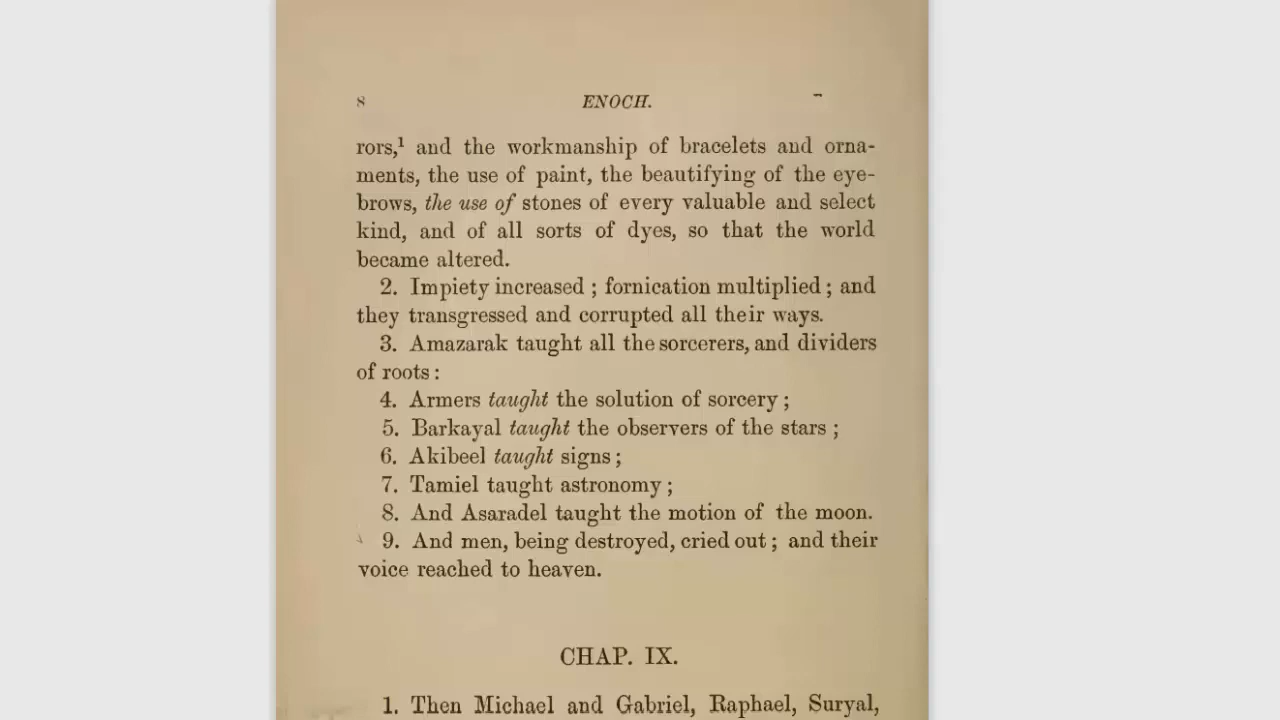 8 ENOCH.
rors,¹ and the workmanship of bracelets and orna-
ments, the use of paint, the beautifying of the eye-
brows, the use of stones of every valuable and select
kind, and of all sorts of dyes, so that the world
became altered.
2. Impiety increased ; fornication multiplied ; and
they transgressed and corrupted all their ways.
3. Amazarak taught all the sorcerers, and dividers
of roots :
4. Armers taught the solution of sorcery ;
5. Barkayal taught the observers of the stars ;
6. Akibeel taught signs ;
7. Tamiel taught astronomy ;
8. And Asaradel taught the motion of the moon.
9. And men, being destroyed, cried out ; and their
voice reached to heaven.
CHAP. IX.
1. Then Michael and Gabriel, Raphael, Suryal,